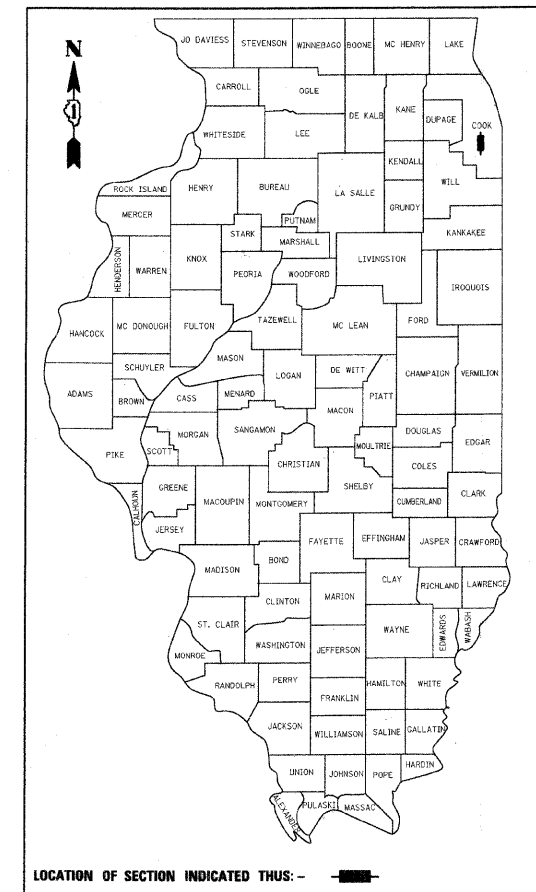 N
JO DAVIESS STEVENSON WINNEBAGO BOONE MC HENRY LAKE
CARROLL OGLE DE KALB KANE DUPAGE COOK
WHITESIDE LEE
KENDALL WILL
ROCK ISLAND HENRY BUREAU LA SALLE GRUNDY
MERCER PUTNAM
STARK MARSHALL KANKAKEE
HENDERSON WARREN KNOX PEORIA WOODFORD LIVINGSTON IROQUOIS
HANCOCK MC DONOUGH FULTON TAZEWELL MC LEAN FORD
SCHUYLER MASON LOGAN DE WITT CHAMPAIGN VERMILION
ADAMS BROWN CASS MENARD MACON PIATT
MORGAN SANGAMON MOULTRIE DOUGLAS EDGAR
PIKE SCOTT CHRISTIAN COLES
GREENE MACOUPIN MONTGOMERY SHELBY CUMBERLAND CLARK
CALHOUN JERSEY
FAYETTE EFFINGHAM JASPER CRAWFORD
MADISON BOND
CLINTON MARION CLAY RICHLAND LAWRENCE
ST. CLAIR WAYNE EDWARDS WABASH
MONROE WASHINGTON JEFFERSON
RANDOLPH PERRY HAMILTON WHITE
FRANKLIN
JACKSON WILLIAMSON SALINE GALLATIN
UNION JOHNSON POPE HARDIN
ALEXANDER PULASKI MASSAC
LOCATION OF SECTION INDICATED THUS: -